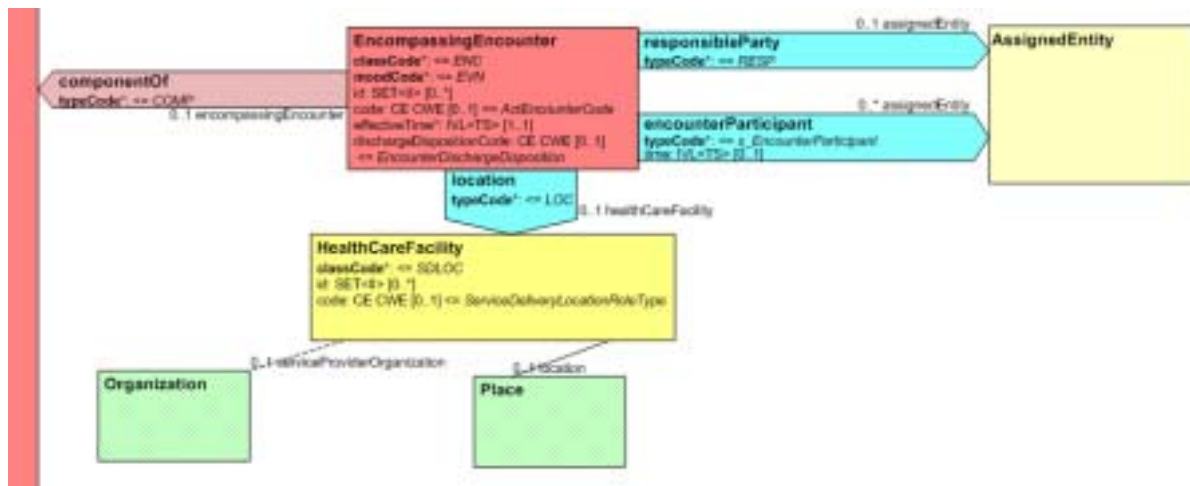 0..1 assignedEntity
EncompassingEncounter
classCode*: <= ENC
moodCode*: <= EVN
id: SET<II> [0..*]
code: CE CWE [0..1] <= ActEncounterCode
effectiveTime*: IVL<TS> [1..1]
dischargeDispositionCode: CE CWE [0..1]
<= EncounterDischargeDisposition
responsibleParty
typeCode*: <= RESP
AssignedEntity
componentOf
typeCode*: <= COMP
0..1 encompassingEncounter
0..* assignedEntity
encounterParticipant
typeCode*: <= x_EncounterParticipant
time: IVL<TS> [0..1]
location
typeCode*: <= LOC
0..1 healthCareFacility
HealthCareFacility
classCode*: <= SDLOC
id: SET<II> [0..*]
code: CE CWE [0..1] <= ServiceDeliveryLocationRoleType
0..1 serviceProviderOrganization
0..1 location
Organization
Place